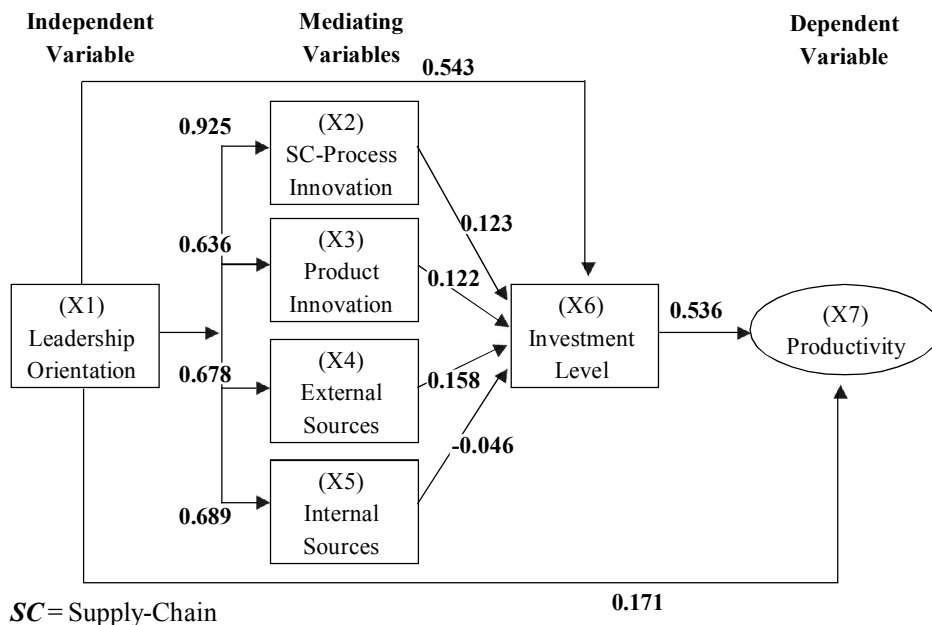 Independent
Variable
Mediating
Variables
Dependent
Variable
0.543
0.925
(X2)
SC-Process
Innovation
0.123
0.636
(X3)
Product
Innovation
0.122
(X1)
Leadership
Orientation
(X6)
Investment
Level
0.536
(X7)
Productivity
0.678
(X4)
External
Sources
0.158
-0.046
0.689
(X5)
Internal
Sources
0.171
SC = Supply-Chain